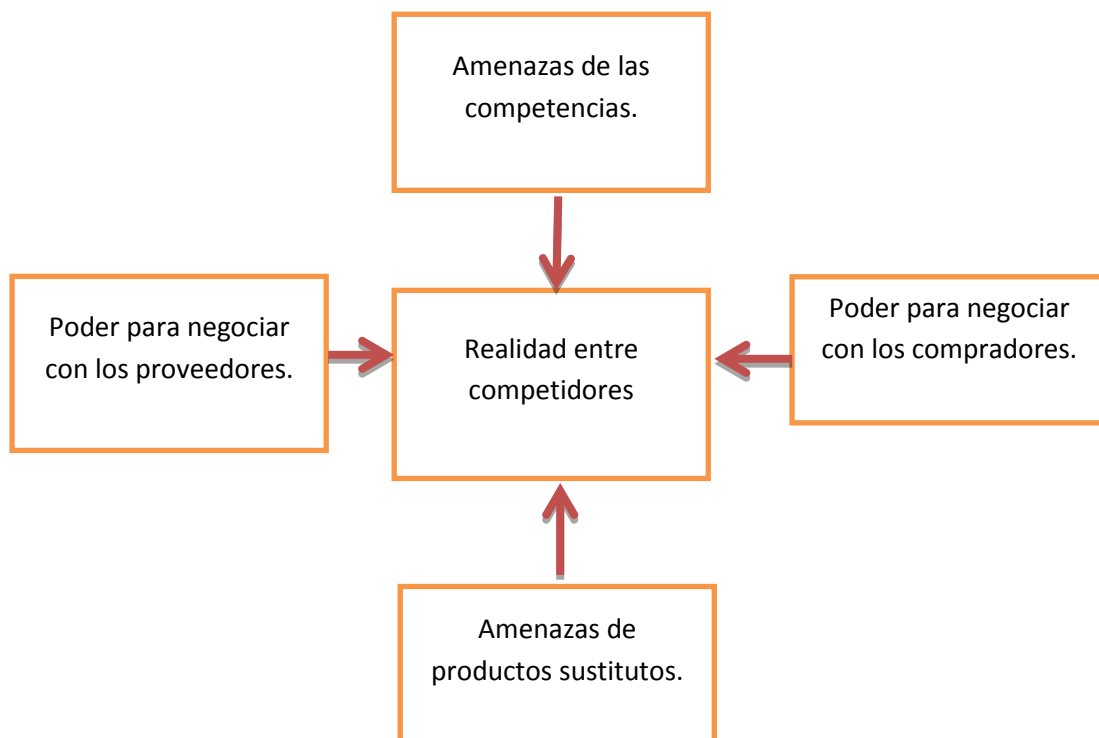 Amenazas de las
competencias.
Poder para negociar
con los proveedores.
Realidad entre
competidores
Poder para negociar
con los compradores.
Amenazas de
productos sustitutos.